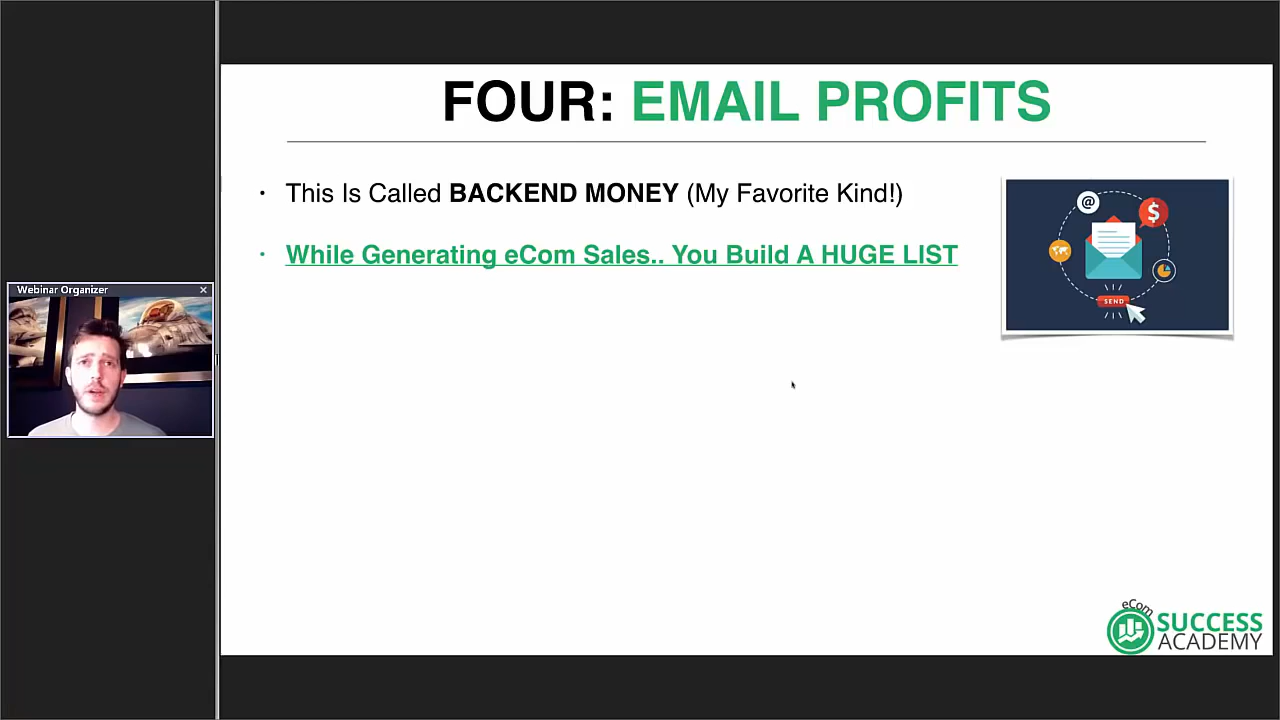 FOUR: EMAIL PROFITS
• This Is Called BACKEND MONEY (My Favorite Kind!)
• While Generating eCom Sales.. You Build A HUGE LIST
@
$
SEND
Webinar Organizer ×
eCom
SUCCESS
ACADEMY